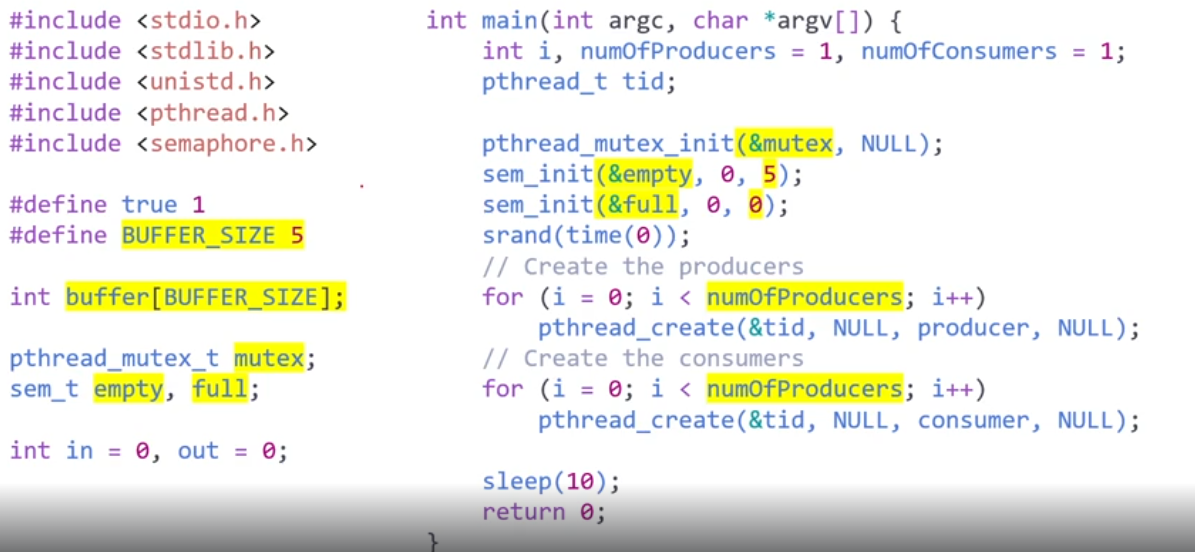 #include <stdio.h>
#include <stdlib.h>
#include <unistd.h>
#include <pthread.h>
#include <semaphore.h>
#define true 1
#define BUFFER_SIZE 5
int buffer[BUFFER_SIZE];
pthread_mutex_t mutex;
sem_t empty, full;
int in = 0, out = 0;
int main(int argc, char *argv[]) {
int i, numOfProducers = 1, numOfConsumers = 1;
pthread_t tid;
pthread_mutex_init(&mutex, NULL);
sem_init(&empty, 0, 5);
sem_init(&full, 0, 0);
srand(time(0));
// Create the producers
for (i = 0; i < numOfProducers; i++)
pthread_create(&tid, NULL, producer, NULL);
// Create the consumers
for (i = 0; i < numOfProducers; i++)
pthread_create(&tid, NULL, consumer, NULL);
sleep(10);
return 0;
}